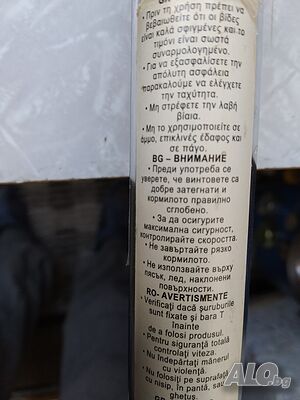 • Πριν τη χρήση πρέπει να
βεβαιωθείτε ότι οι βίδες
είναι καλά σφιγμένες και το
τιμόνι είναι σωστά
συναρμολογημένο.
• Για να εξασφαλίσετε την
απόλυτη ασφάλεια
παρακαλούμε να ελέγχετε
την ταχύτητα.
• Μη στρέφετε την λαβή
βίαια.
• Μη το χρησιμοποιείτε σε
άμμο, επικλινές έδαφος και
σε πάγο.
BG – ВНИМАНИЕ
• Преди употреба се
уверете, че винтовете са
добре затегнати и
кормилото правилно
сглобено.
• За да осигурите
максимална сигурност,
контролирайте скоростта.
• Не завъртайте рязко
кормилото.
• Не използвайте върху
пясък, лед, наклонени
повърхности.
RO- AVERTISMENTE
• Verificați dacă șuruburile
sunt fixate și bara T
înainte
de a folosi produsul.
• Pentru siguranță totală
controlați viteza.
• Nu îndepărtați mânerul
cu violență.
• Nu folosiți pe suprafațe
cu nisip, în pantă, sau
ghețuș.
ALO.bg